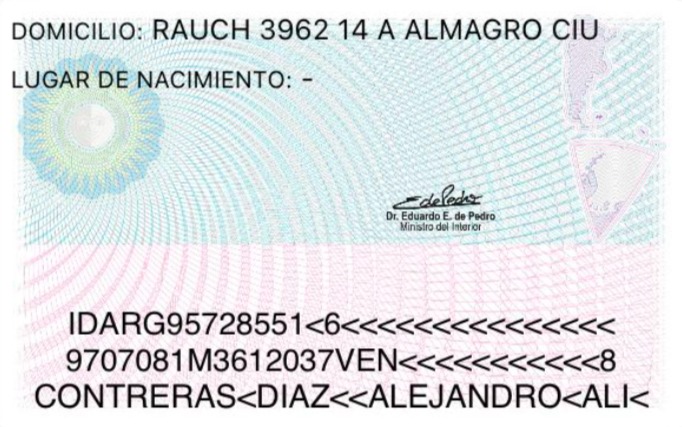 DOMICILIO: RAUCH 3962 14 A ALMAGRO CIU
LUGAR DE NACIMIENTO: -
Dr. Eduardo E. de Pedro
Ministro del Interior
IDARG95728551<6<<<<<<<<<<<<<<<
9707081M3612037VEN<<<<<<<<<<<8
CONTRERAS<DIAZ<<ALEJANDRO<ALI<